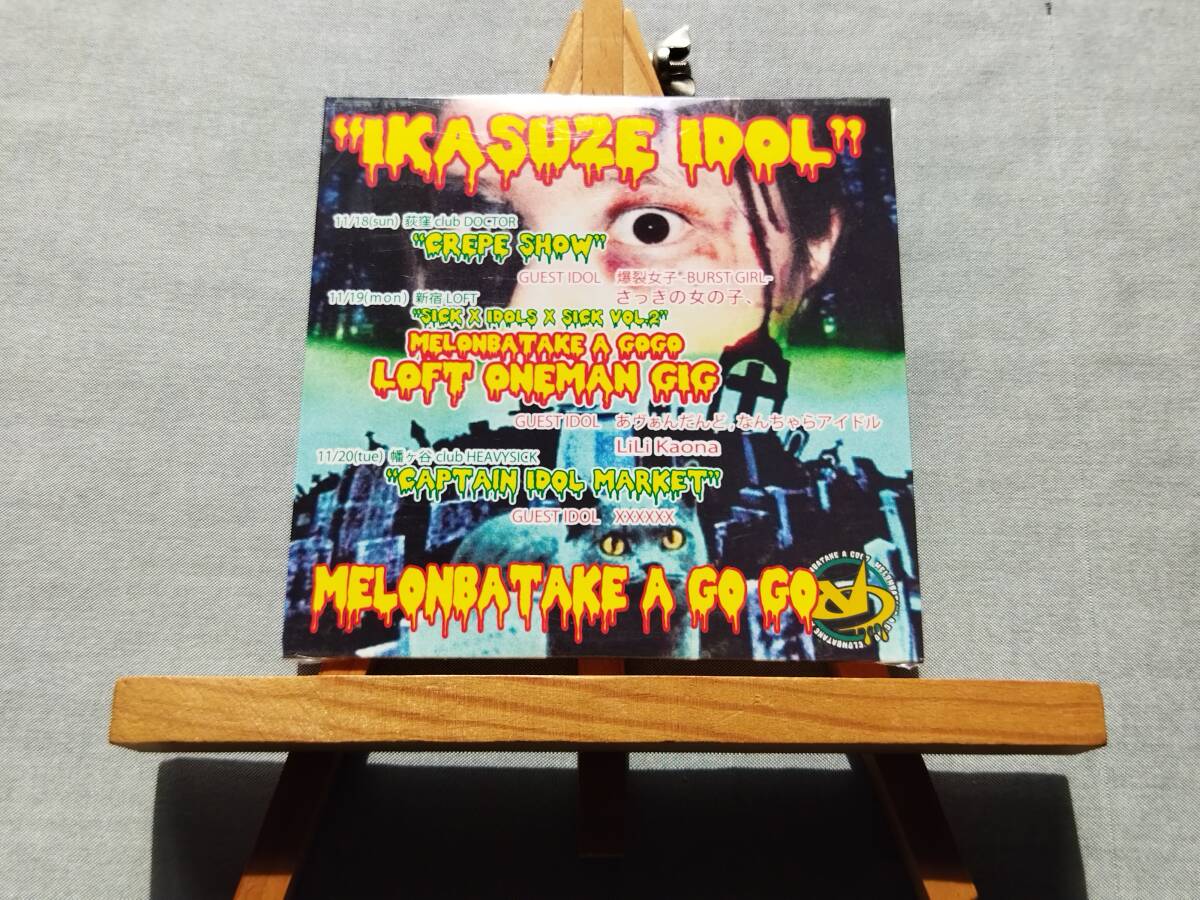 "IKASUZE IDOL"
11/18(sun) 荻窪 club DOCTOR
"CREPE SHOW"
GUEST IDOL 爆裂女子-BURST GIRL-
さっきの女の子、
11/19(mon) 新宿 LOFT
"SICK X IDOLS X SICK VOL.2"
MELONBATAKE A GOGO
LOFT ONEMAN GIG
GUEST IDOL あヴぁんだんど,なんちゃらアイドル
LiLi Kaona
11/20(tue) 幡ヶ谷 club HEAVYSICK
"CAPTAIN IDOL MARKET"
GUEST IDOL XXXXXX
MELONBATAKE A GO GO